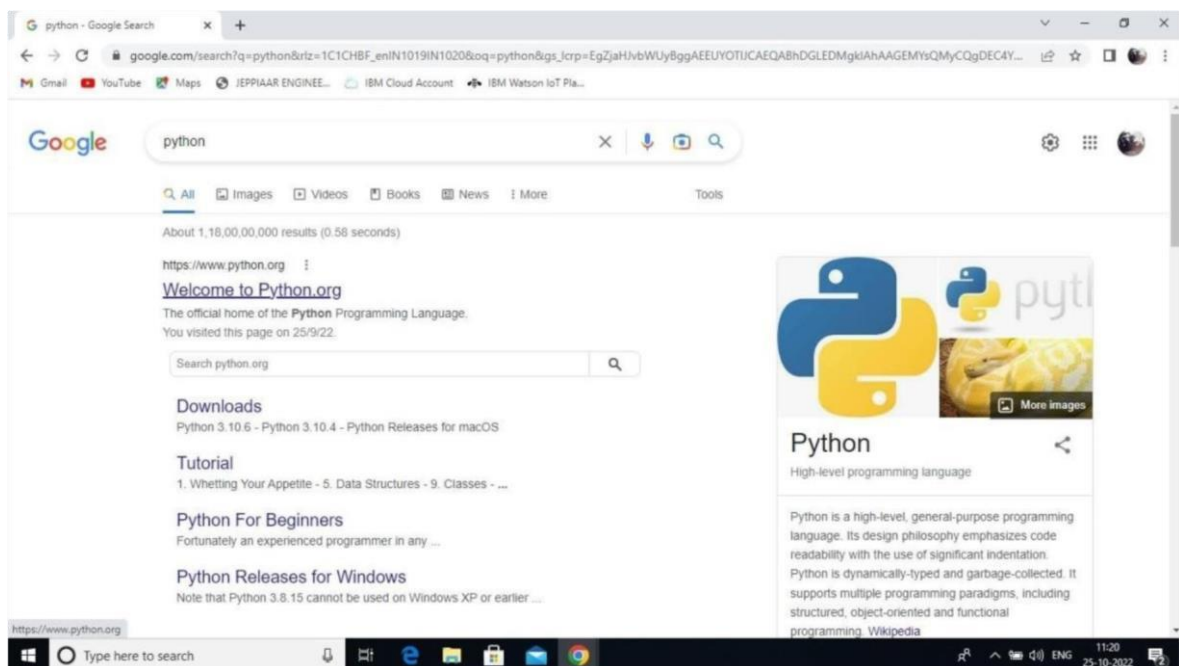 python - Google Search
google.com/search?q=python&rlz=1C1CHBF_enIN1019IN1020&oq=python&gs_lcrp=EgZjaHJvbWUyBggAEEUYOTIJCAEQABhDGLEDMgkIAhAAGEMYsQMyCQgDEC4Y...
Gmail YouTube Maps JEPPIAAR ENGINEE... IBM Cloud Account IBM Watson IoT Pla...
Google python
All Images Videos Books News More Tools
About 1,18,00,00,000 results (0.58 seconds)
https://www.python.org
Welcome to Python.org
The official home of the Python Programming Language.
You visited this page on 25/9/22.
Search python.org
Downloads
Python 3.10.6 - Python 3.10.4 - Python Releases for macOS
Tutorial
1. Whetting Your Appetite - 5. Data Structures - 9. Classes - ...
Python For Beginners
Fortunately an experienced programmer in any ...
Python Releases for Windows
Note that Python 3.8.15 cannot be used on Windows XP or earlier ...
pytl
More images
Python
High-level programming language
Python is a high-level, general-purpose programming
language. Its design philosophy emphasizes code
readability with the use of significant indentation.
Python is dynamically-typed and garbage-collected. It
supports multiple programming paradigms, including
structured, object-oriented and functional
programming. Wikipedia
https://www.python.org
Type here to search
ENG
11:20
25-10-2022